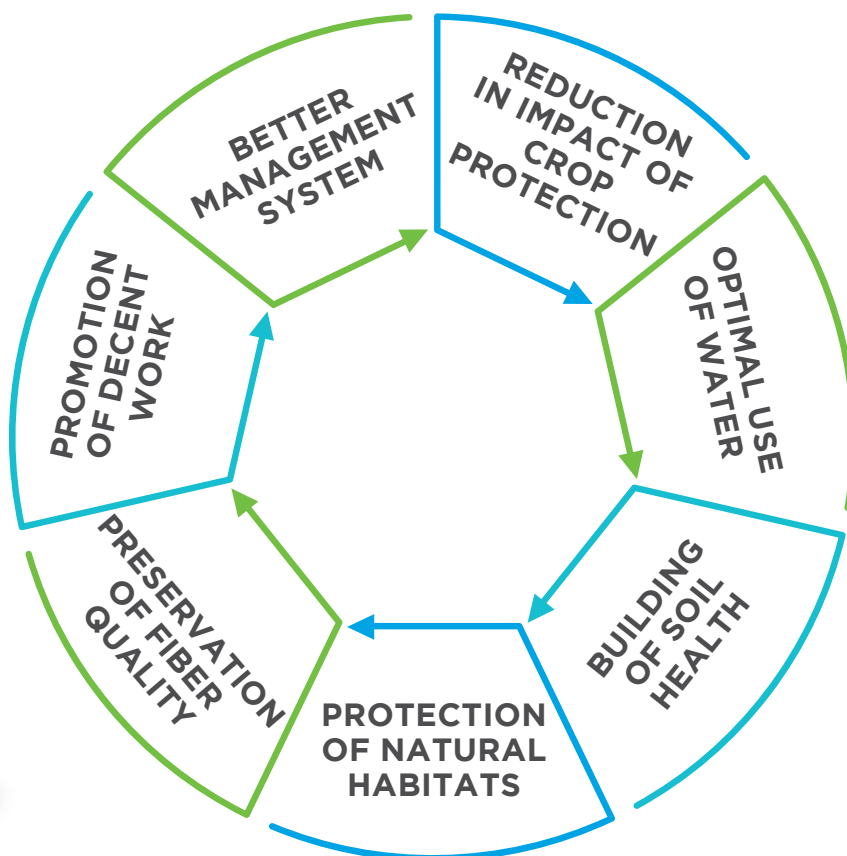 REDUCTION
IN IMPACT OF
CROP
PROTECTION
OPTIMAL USE
OF WATER
BUILDING
OF SOIL
HEALTH
PROTECTION
OF NATURAL
HABITATS
PRESERVATION
OF FIBER
QUALITY
PROMOTION
OF DECENT
WORK
BETTER
MANAGEMENT
SYSTEM